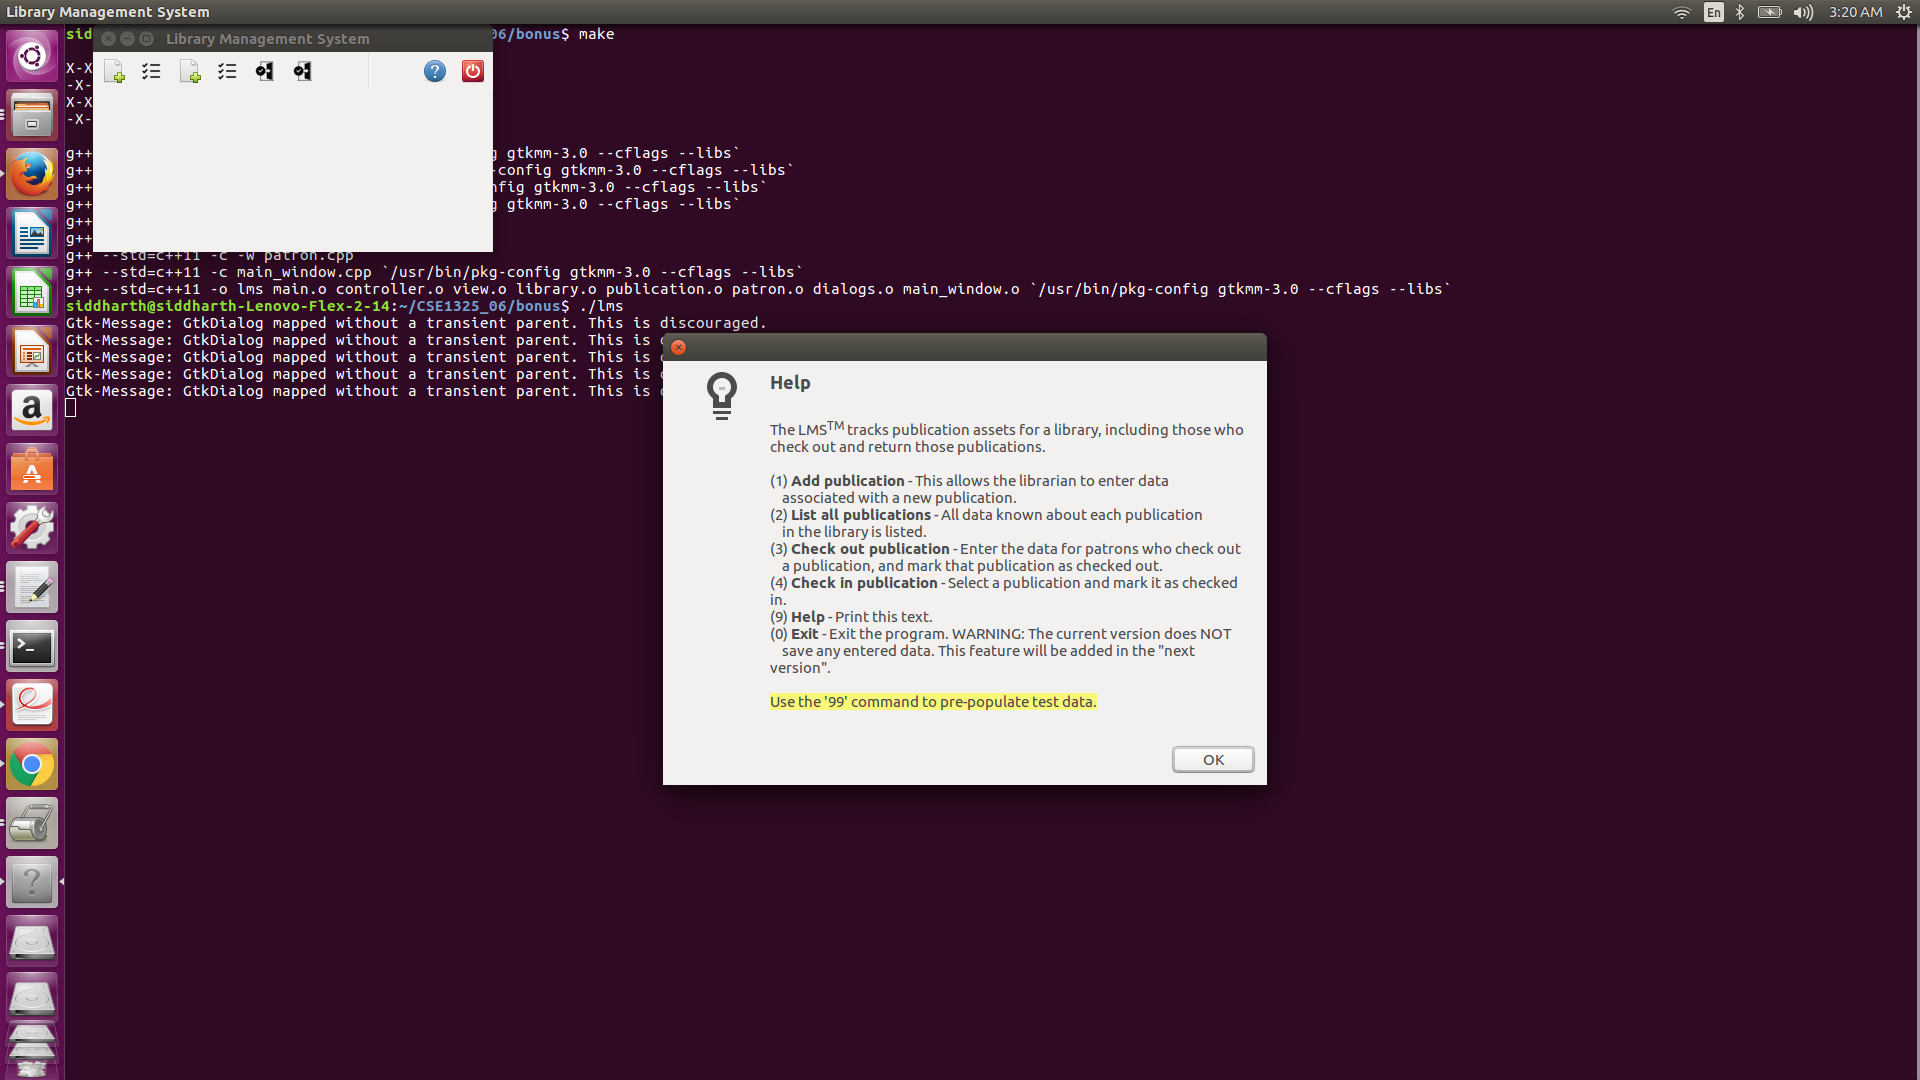 Library Management System
En
3:20 AM
sid
Library Management System
06/bonus$ make
X-X
-X-
X-X
-X-
g++
gtkmm-3.0 --cflags --libs`
g++
-config gtkmm-3.0 --cflags --libs`
g++
nfig gtkmm-3.0 --cflags --libs`
g++
gtkmm-3.0 --cflags --libs`
g++
g++
g++ --std=c++11 -c -w patron.cpp
g++ --std=c++11 -c main_window.cpp `/usr/bin/pkg-config gtkmm-3.0 --cflags --libs`
g++ --std=c++11 -o lms main.o controller.o view.o library.o publication.o patron.o dialogs.o main_window.o `/usr/bin/pkg-config gtkmm-3.0 --cflags --libs`
siddharth@siddharth-Lenovo-Flex-2-14:~/CSE1325_06/bonus$ ./lms
Gtk-Message: GtkDialog mapped without a transient parent. This is discouraged.
Gtk-Message: GtkDialog mapped without a transient parent. This is
Gtk-Message: GtkDialog mapped without a transient parent. This is
Gtk-Message: GtkDialog mapped without a transient parent. This is
Gtk-Message: GtkDialog mapped without a transient parent. This is
Help
The LMS™ tracks publication assets for a library, including those who
check out and return those publications.
(1) Add publication - This allows the librarian to enter data
associated with a new publication.
(2) List all publications - All data known about each publication
in the library is listed.
(3) Check out publication - Enter the data for patrons who check out
a publication, and mark that publication as checked out.
(4) Check in publication - Select a publication and mark it as checked
in.
(9) Help - Print this text.
(0) Exit - Exit the program. WARNING: The current version does NOT
save any entered data. This feature will be added in the "next
version".
Use the '99' command to pre-populate test data.
OK